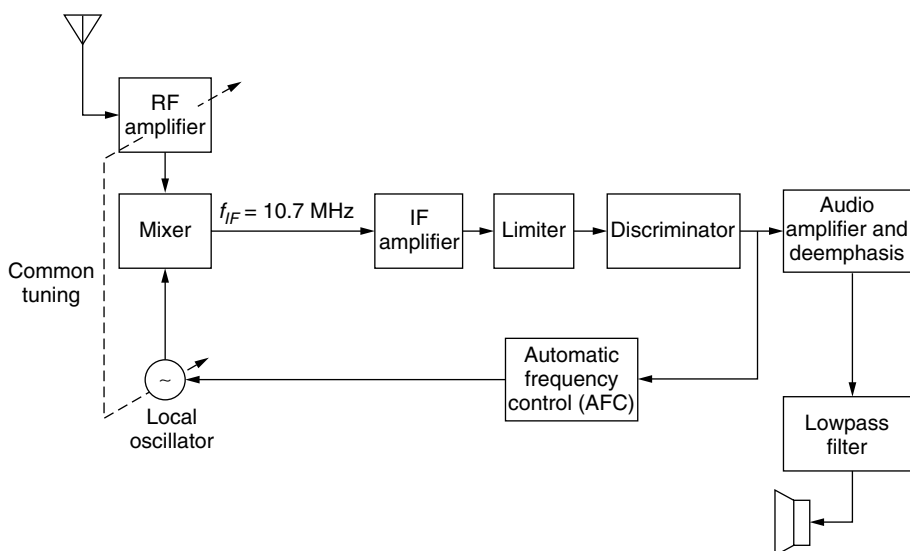 RF
amplifier
Mixer
f_IF = 10.7 MHz
IF
amplifier
Limiter
Discriminator
Audio
amplifier and
deemphasis
Common
tuning
~
Local
oscillator
Automatic
frequency
control (AFC)
Lowpass
filter